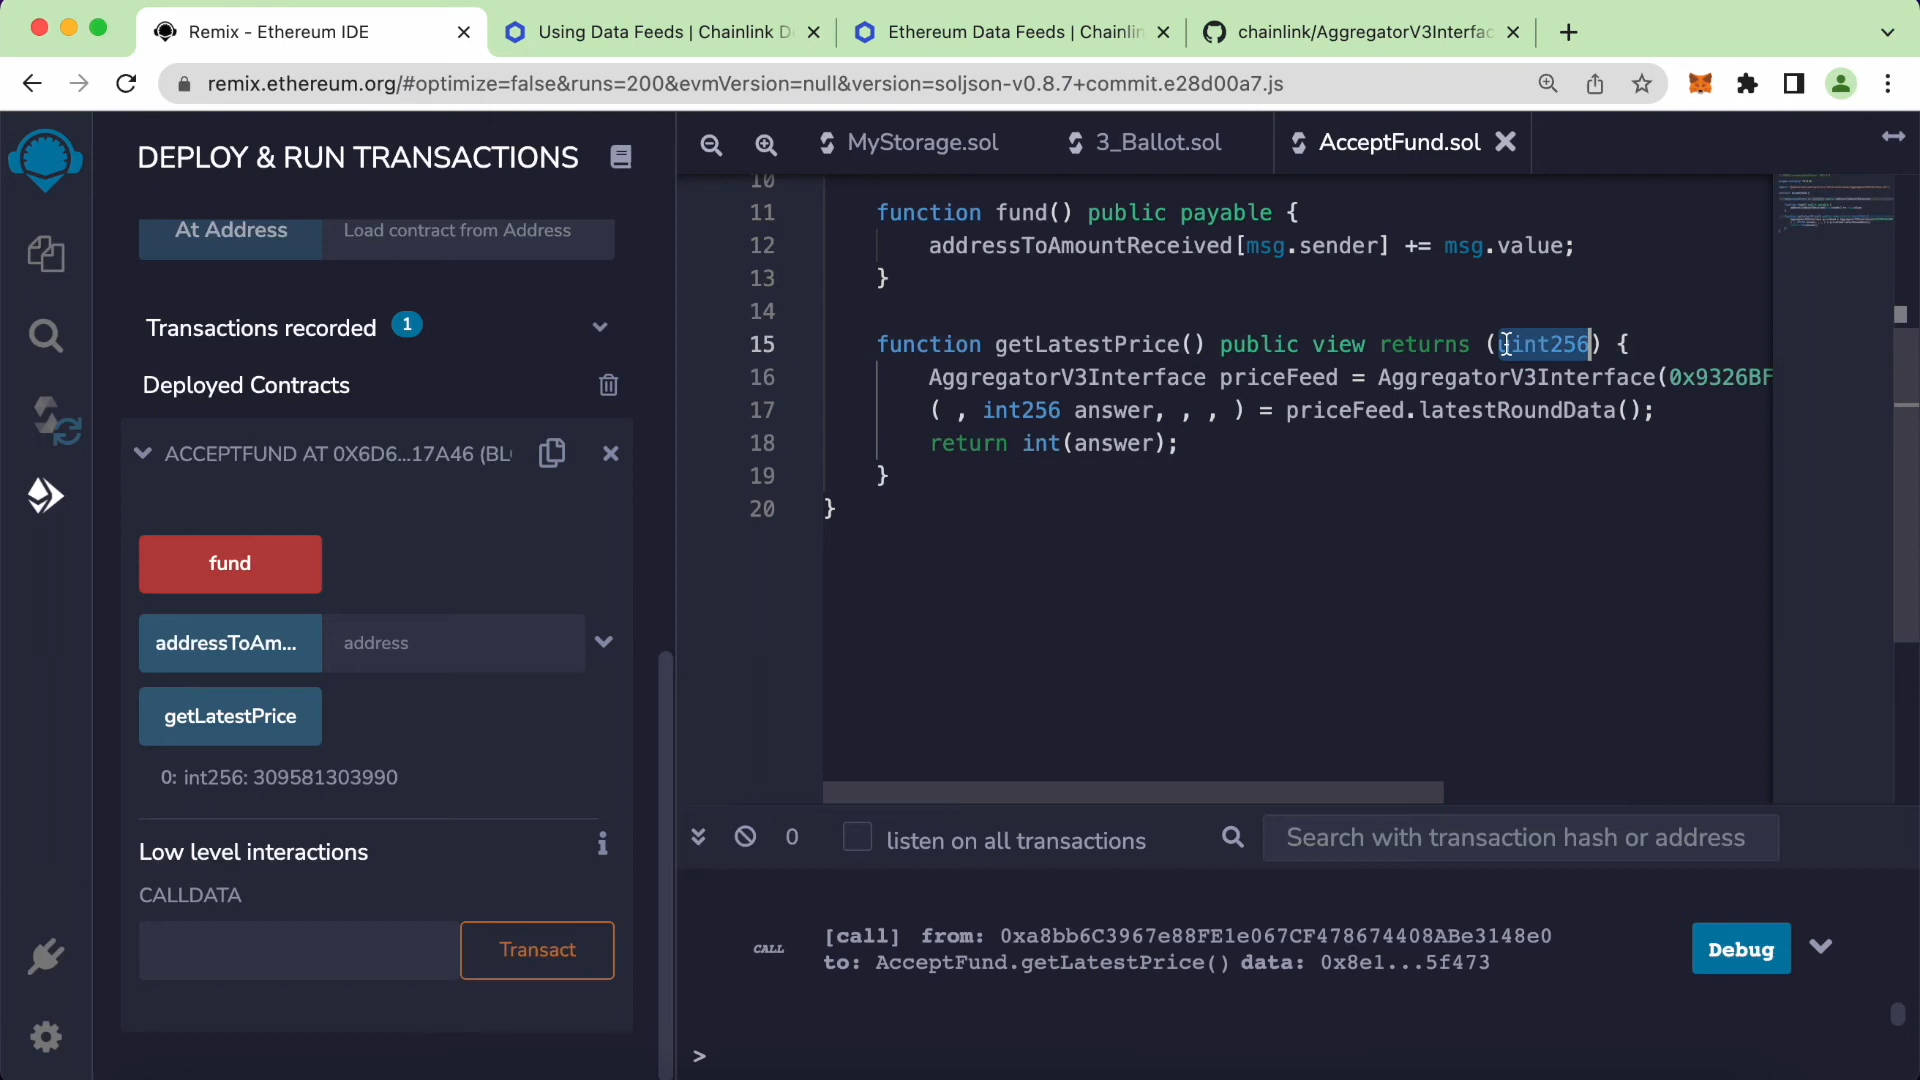 Remix - Ethereum IDE
Using Data Feeds | Chainlink D
Ethereum Data Feeds | Chainlin
chainlink/AggregatorV3Interfac
remix.ethereum.org/#optimize=false&runs=200&evmVersion=null&version=soljson-v0.8.7+commit.e28d00a7.js
DEPLOY & RUN TRANSACTIONS
MyStorage.sol
3_Ballot.sol
AcceptFund.sol
At Address
Load contract from Address
Transactions recorded 1
Deployed Contracts
ACCEPTFUND AT 0X6D6...17A46 (BL
fund
addressToAm...
address
getLatestPrice
0: int256: 309581303990
Low level interactions
CALLDATA
Transact
10
11 function fund() public payable {
12 addressToAmountReceived[msg.sender] += msg.value;
13 }
14
15 function getLatestPrice() public view returns (uint256) {
16 AggregatorV3Interface priceFeed = AggregatorV3Interface(0x9326BF
17 ( , int256 answer, , , ) = priceFeed.latestRoundData();
18 return int(answer);
19 }
20 }
0
listen on all transactions
Search with transaction hash or address
CALL
[call] from: 0xa8bb6C3967e88FE1e067CF478674408ABe3148e0
to: AcceptFund.getLatestPrice() data: 0x8e1...5f473
Debug
>